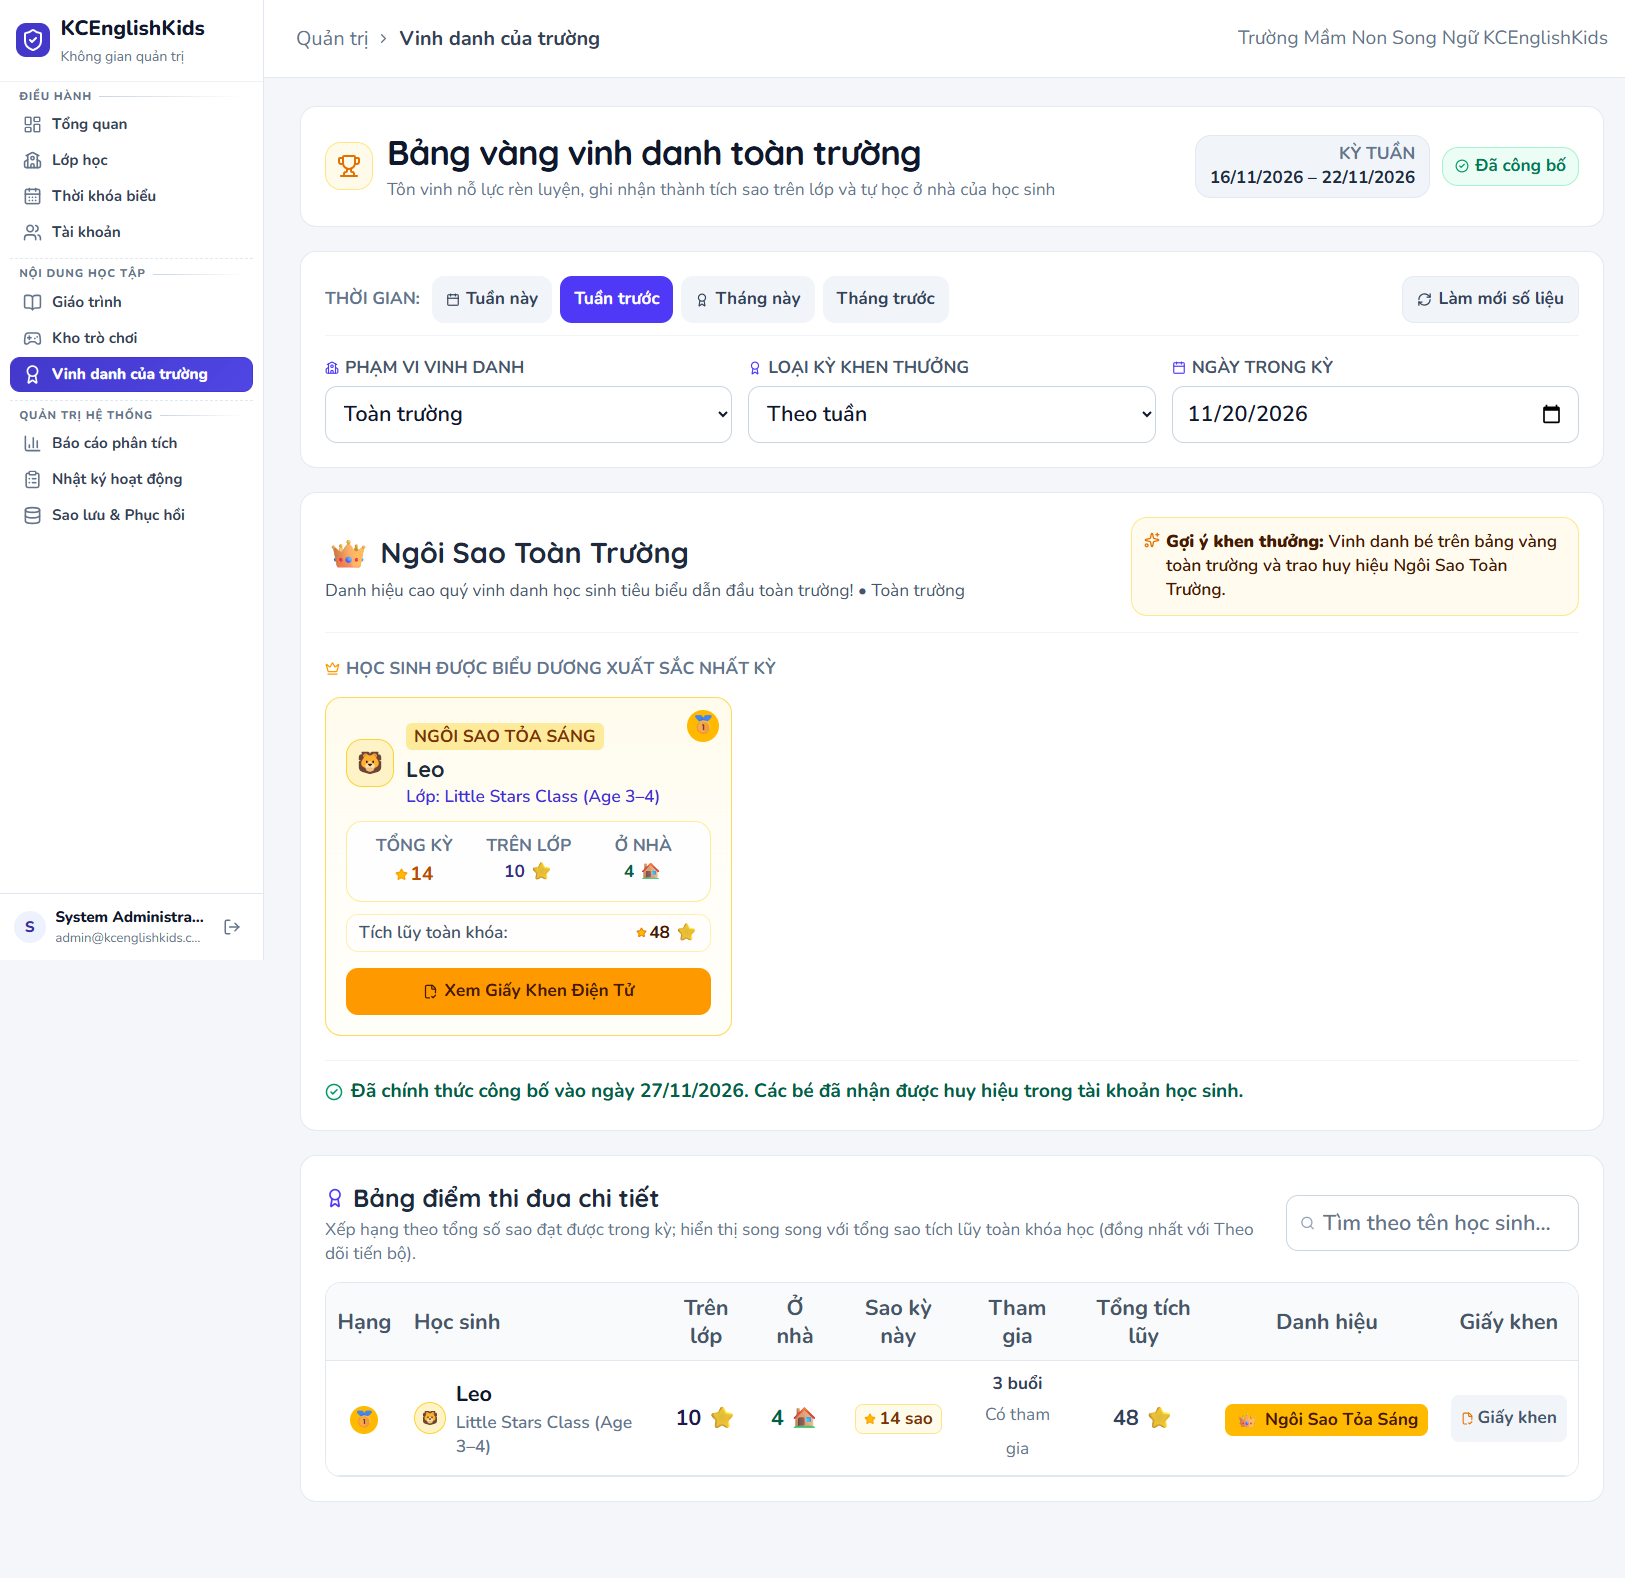 KCEnglishKids
Không gian quản trị
ĐIỀU HÀNH
Tổng quan
Lớp học
Thời khóa biểu
Tài khoản
NỘI DUNG HỌC TẬP
Giáo trình
Kho trò chơi
Vinh danh của trường
QUẢN TRỊ HỆ THỐNG
Báo cáo phân tích
Nhật ký hoạt động
Sao lưu & Phục hồi
S
System Administra...
admin@kcenglishkids.c...
Quản trị › Vinh danh của trường
Trường Mầm Non Song Ngữ KCEnglishKids
Bảng vàng vinh danh toàn trường
Tôn vinh nỗ lực rèn luyện, ghi nhận thành tích sao trên lớp và tự học ở nhà của học sinh
KỲ TUẦN
16/11/2026 – 22/11/2026
Đã công bố
THỜI GIAN:
Tuần này
Tuần trước
Tháng này
Tháng trước
Làm mới số liệu
PHẠM VI VINH DANH
Toàn trường
LOẠI KỲ KHEN THƯỞNG
Theo tuần
NGÀY TRONG KỲ
11/20/2026
Ngôi Sao Toàn Trường
Danh hiệu cao quý vinh danh học sinh tiêu biểu dẫn đầu toàn trường! • Toàn trường
Gợi ý khen thưởng: Vinh danh bé trên bảng vàng
toàn trường và trao huy hiệu Ngôi Sao Toàn
Trường.
HỌC SINH ĐƯỢC BIỂU DƯƠNG XUẤT SẮC NHẤT KỲ
1
NGÔI SAO TỎA SÁNG
Leo
Lớp: Little Stars Class (Age 3–4)
TỔNG KỲ TRÊN LỚP Ở NHÀ
14 10 4
Tích lũy toàn khóa: 48
Xem Giấy Khen Điện Tử
Đã chính thức công bố vào ngày 27/11/2026. Các bé đã nhận được huy hiệu trong tài khoản học sinh.
Bảng điểm thi đua chi tiết
Xếp hạng theo tổng số sao đạt được trong kỳ; hiển thị song song với tổng sao tích lũy toàn khóa học (đồng nhất với Theo
dõi tiến bộ).
Tìm theo tên học sinh...
Hạng
Học sinh
Trên
lớp
Ở
nhà
Sao kỳ
này
Tham
gia
Tổng tích
lũy
Danh hiệu
Giấy khen
1
Leo
Little Stars Class (Age
3–4)
10
4
14 sao
3 buổi
Có tham
gia
48
Ngôi Sao Tỏa Sáng
Giấy khen